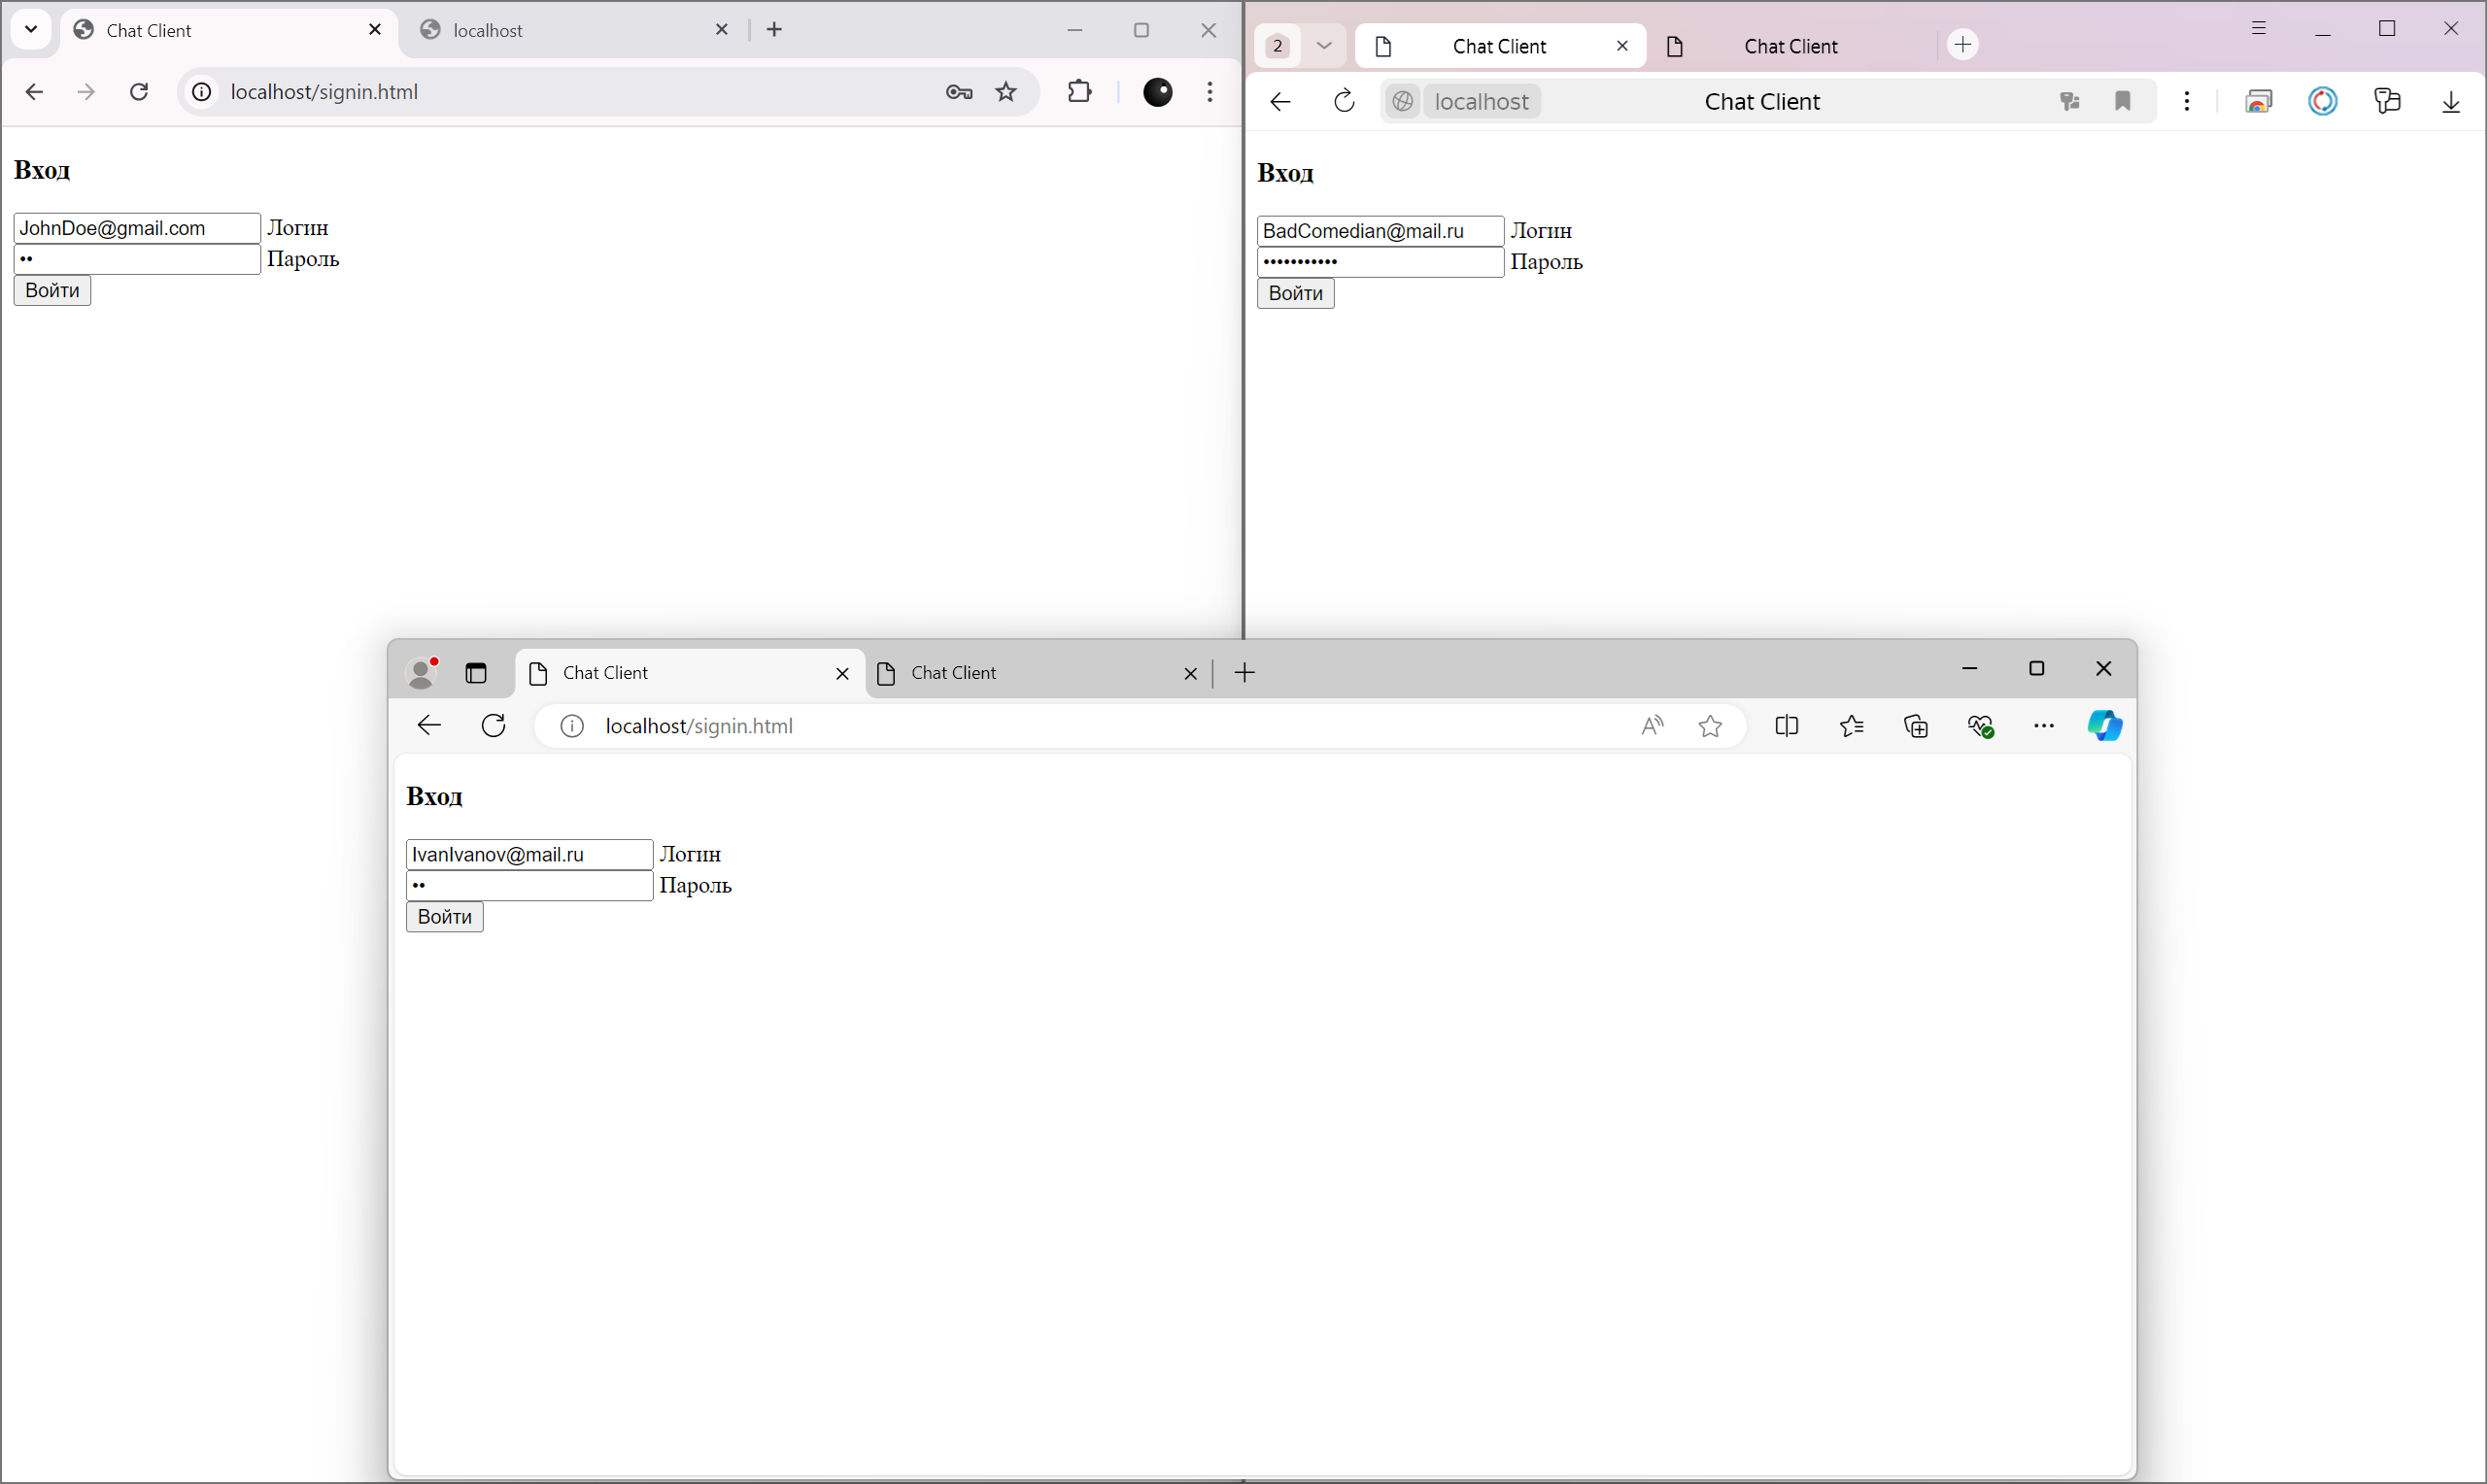 Chat Client
localhost
localhost/signin.html
Вход
JohnDoe@gmail.com Логин
•• Пароль
Войти
2
Chat Client
Chat Client
localhost
Chat Client
Вход
BadComedian@mail.ru Логин
••••••••••• Пароль
Войти
Chat Client
Chat Client
localhost/signin.html
Вход
IvanIvanov@mail.ru Логин
•• Пароль
Войти